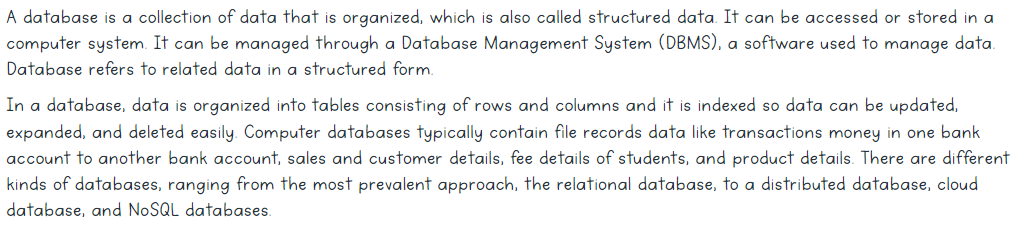 A database is a collection of data that is organized, which is also called structured data. It can be accessed or stored in a
computer system. It can be managed through a Database Management System (DBMS), a software used to manage data.
Database refers to related data in a structured form.
In a database, data is organized into tables consisting of rows and columns and it is indexed so data can be updated,
expanded, and deleted easily. Computer databases typically contain file records data like transactions money in one bank
account to another bank account, sales and customer details, fee details of students, and product details. There are different
kinds of databases, ranging from the most prevalent approach, the relational database, to a distributed database, cloud
database, and NoSQL databases.